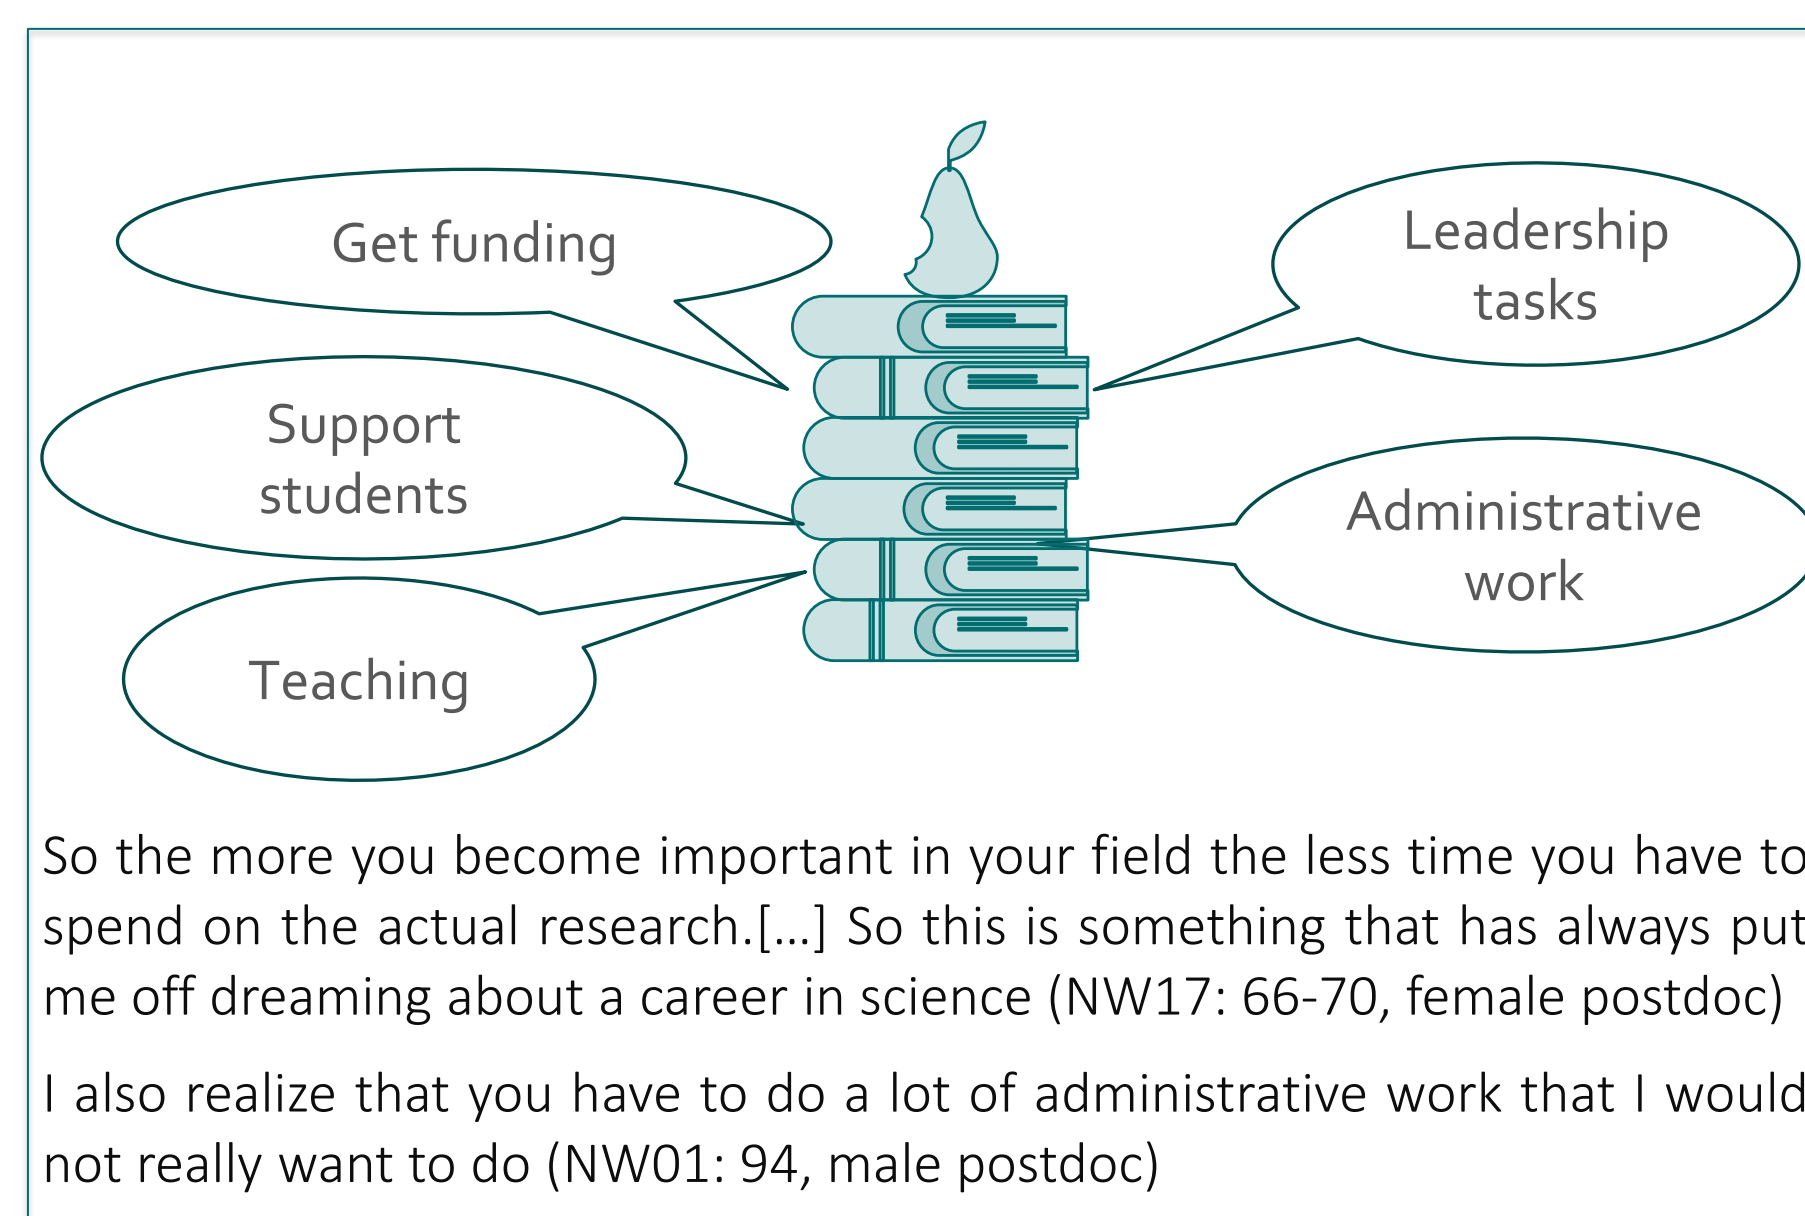 Get funding
Leadership
tasks
Support
students
Administrative
work
Teaching
So the more you become important in your field the less time you have to
spend on the actual research.[...] So this is something that has always put
me off dreaming about a career in science (NW17: 66-70, female postdoc)
I also realize that you have to do a lot of administrative work that I would
not really want to do (NW01: 94, male postdoc)